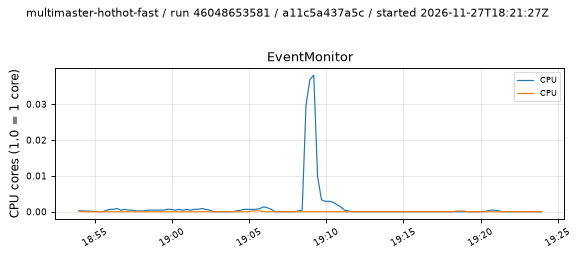 multimaster-hothot-fast / run 46048653581 / a11c5a437a5c / started 2026-11-27T18:21:27Z
EventMonitor
CPU cores (1.0 = 1 core)
0.03
0.02
0.01
0.00
CPU
CPU
18:55
19:00
19:05
19:10
19:15
19:20
19:25